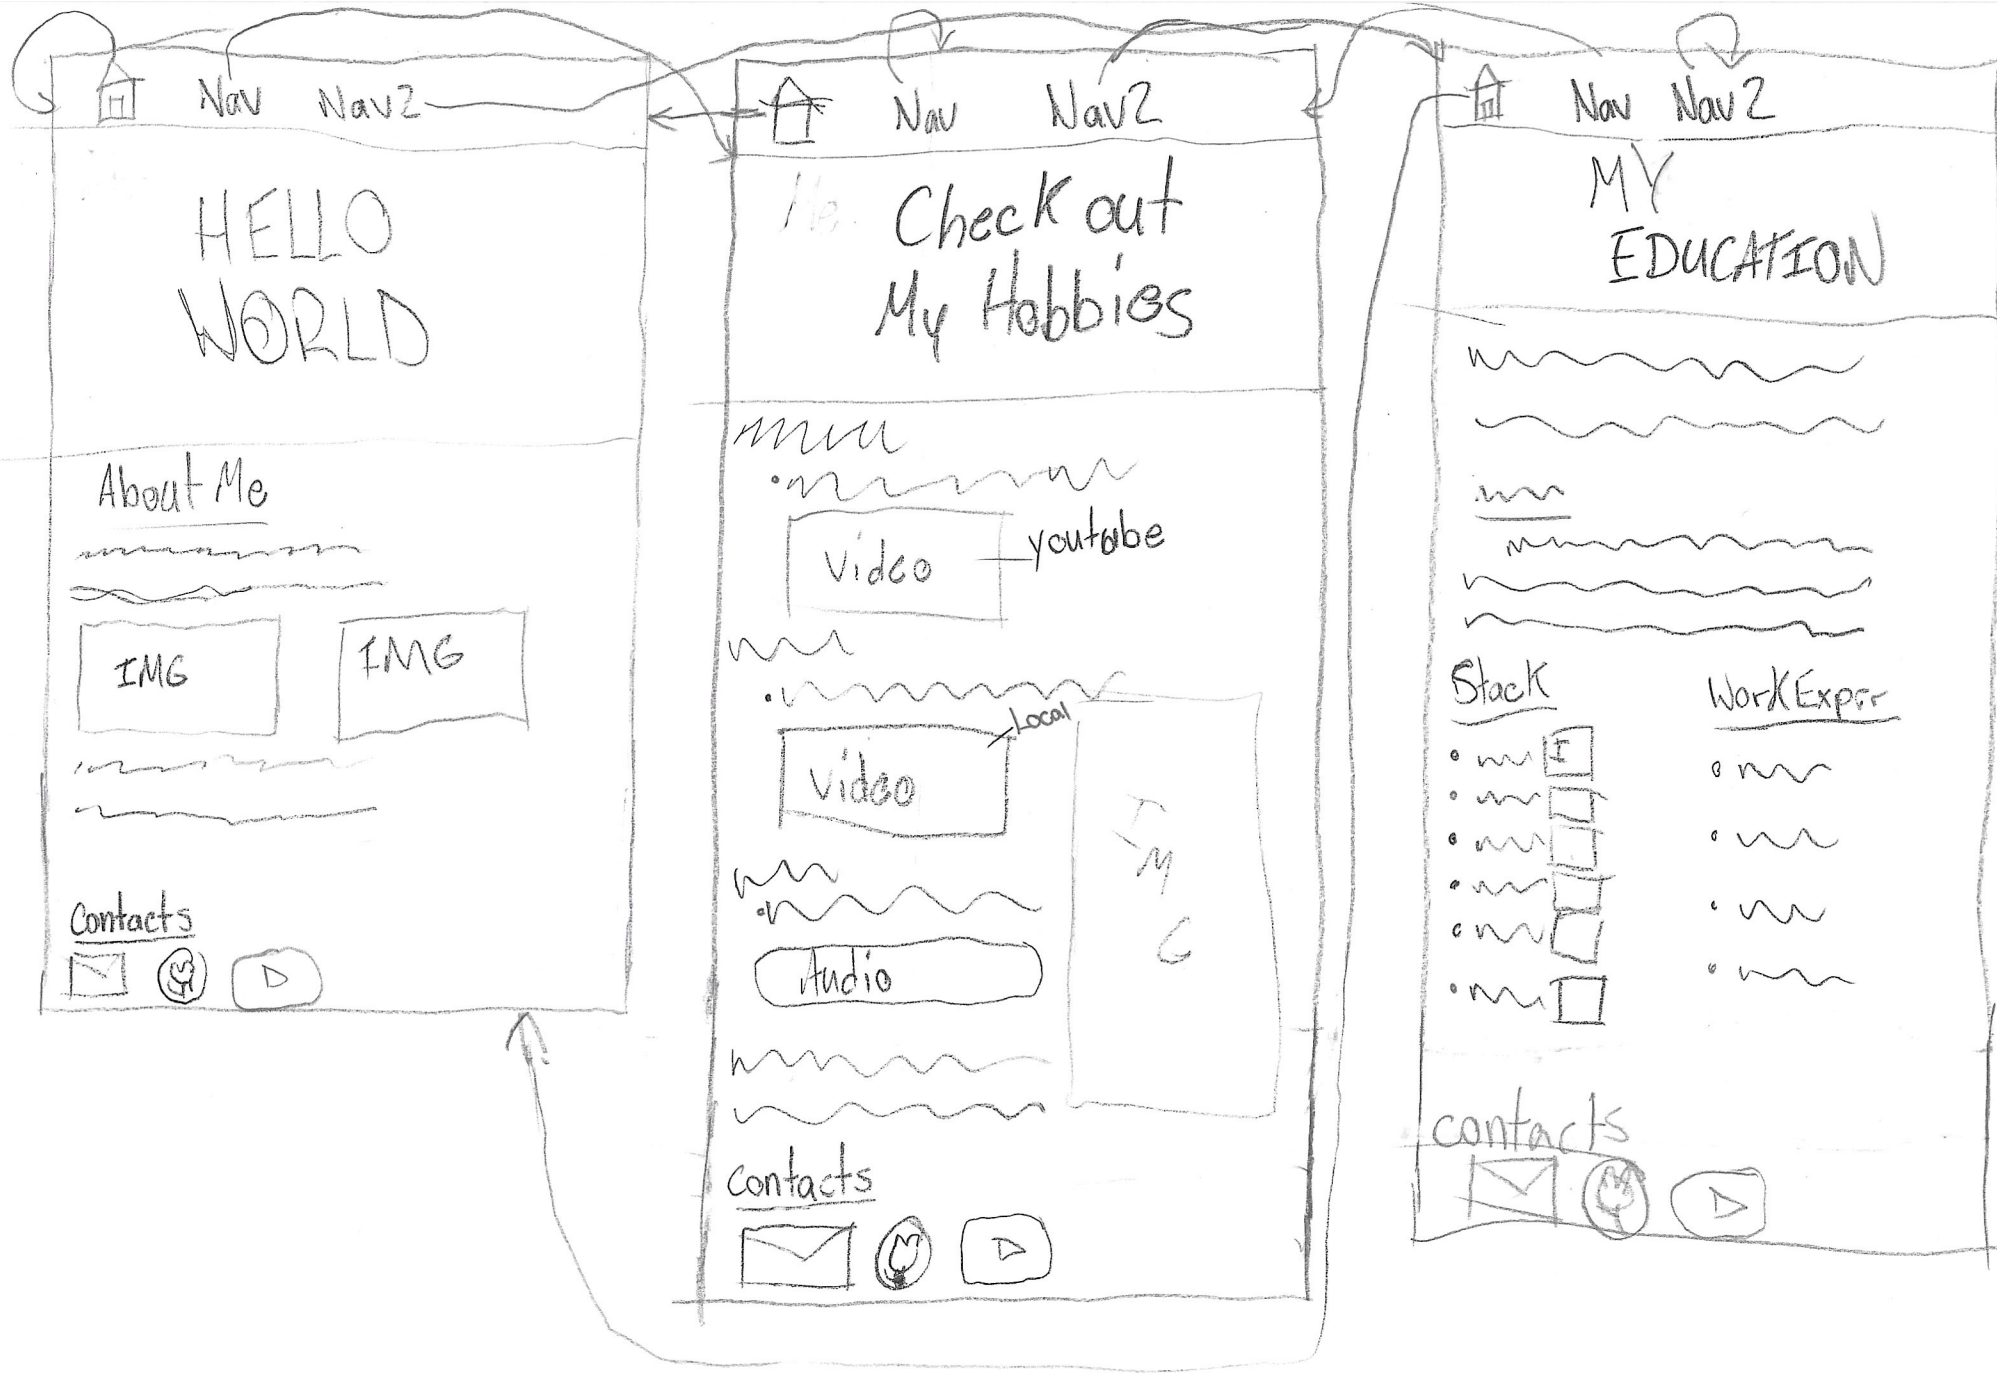 Nav Nav2
HELLO
WORLD
About Me
IMG IMG
Contacts
Nav Nav2
Check out
My Hobbies
Video youtube
Local
Video
IMG
Audio
Contacts
Nav Nav2
MY
EDUCATION
Stack
I
contacts